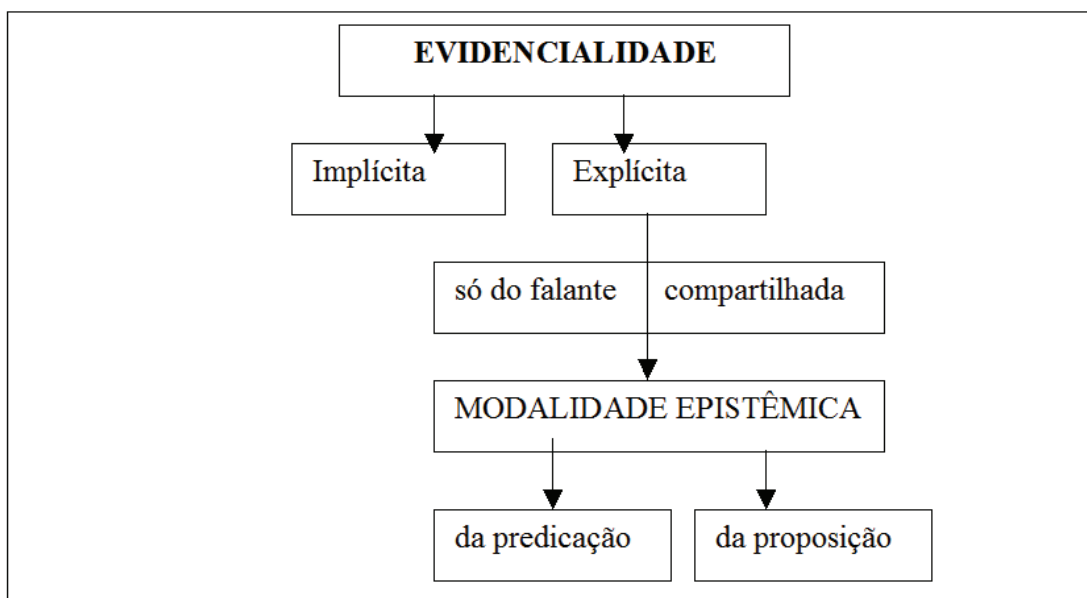 EVIDENCIALIDADE
Implícita
Explícita
só do falante
compartilhada
MODALIDADE EPISTÊMICA
da predicação
da proposição